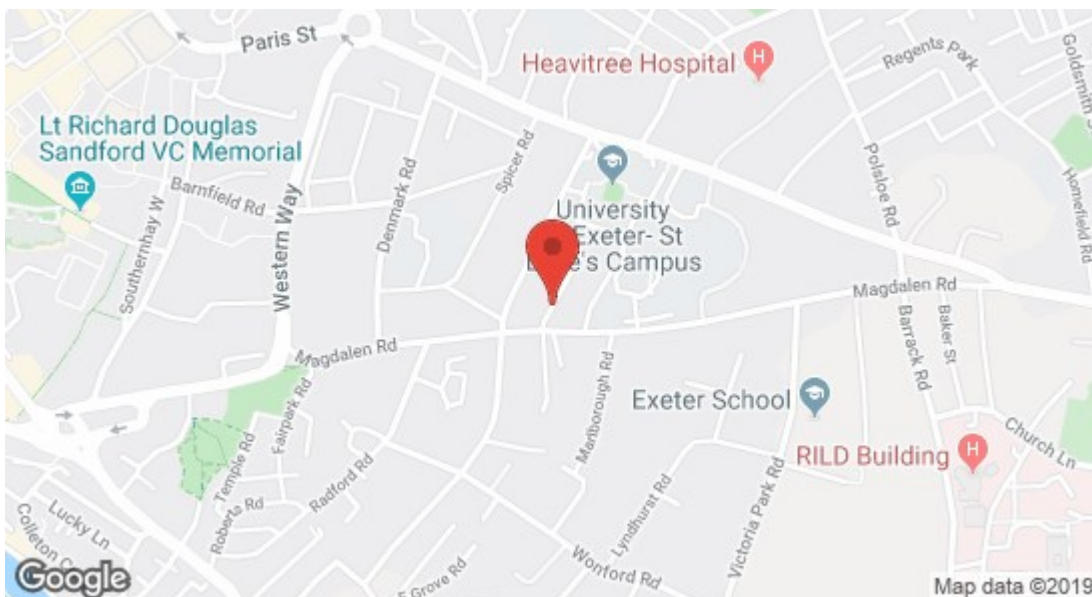 Paris St
Heavitree Hospital
H
Regents Park
Goldsmith S
Lt Richard Douglas
Sandford VC Memorial
Barnfield Rd
Southernhay W
Western Way
Denmark Rd
Spicer Rd
University
Exeter- St
's Campus
Polsloe Rd
Homefield Rd
Magdalen Rd
Magdalen Rd
Barrack Rd
Baker St
Church Ln
Fairpark Rd
Temple Rd
Roberts Rd
Radford Rd
Marlborough Rd
Exeter School
RILD Building
H
Lucky Ln
Colleton C
Lyndhurst Rd
Victoria Park Rd
Wonford Rd
Grove Rd
Google
Map data ©2019